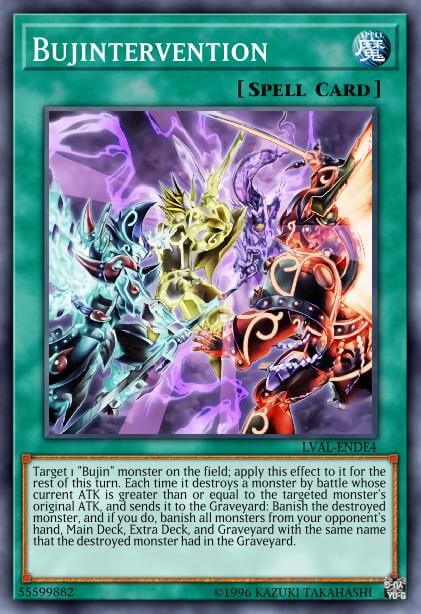 Bujintervention
SPELL
魔
[ Spell Card ]
LVAL-ENDE4
Target 1 "Bujin" monster on the field; apply this effect to it for the
rest of this turn. Each time it destroys a monster by battle whose
current ATK is greater than or equal to the targeted monster's
original ATK, and sends it to the Graveyard: Banish the destroyed
monster, and if you do, banish all monsters from your opponent's
hand, Main Deck, Extra Deck, and Graveyard with the same name
that the destroyed monster had in the Graveyard.
55599882
©1996 KAZUKI TAKAHASHI